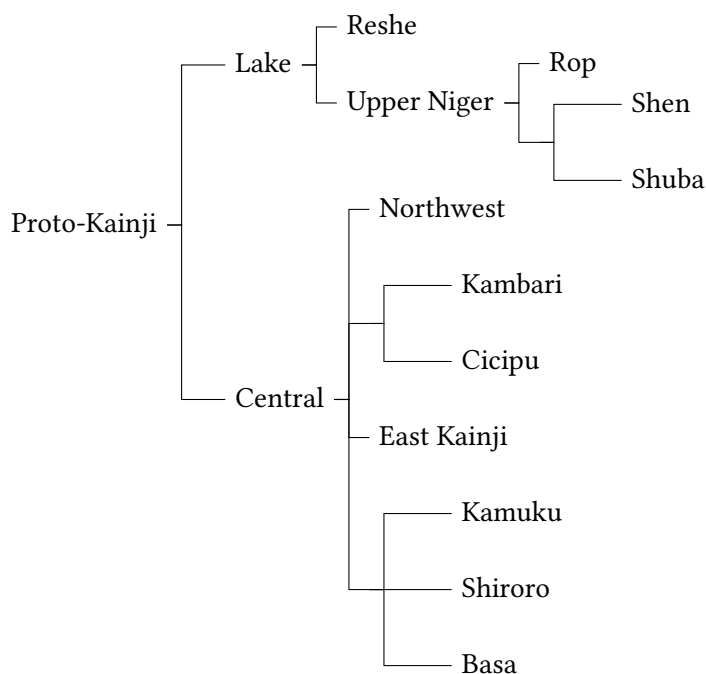 Reshe
Lake
Rop
Upper Niger
Shen
Shuba
Northwest
Proto-Kainji
Kambari
Cicipu
Central
East Kainji
Kamuku
Shiroro
Basa